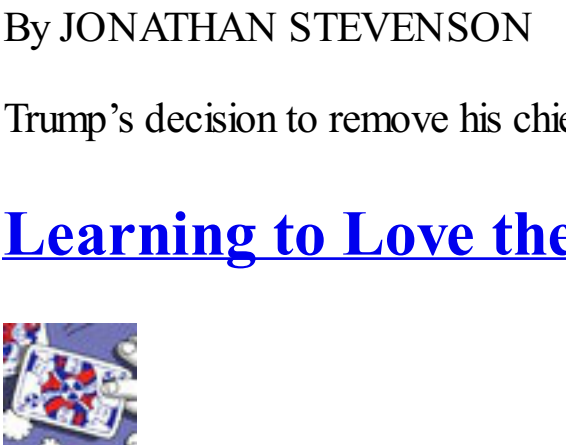 By JONATHAN STEVENSON
Trump’s decision to remove his chie
Learning to Love the